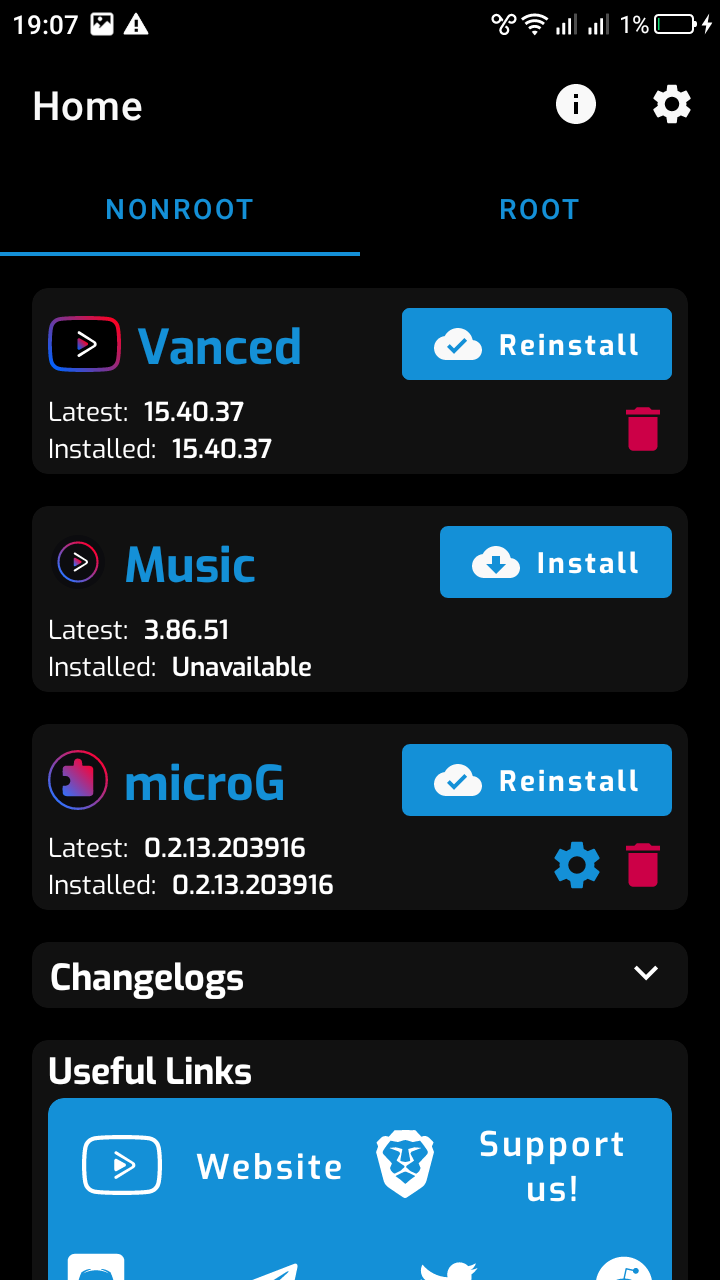 19:07 1%
Home
NONROOT ROOT
Vanced Reinstall
Latest: 15.40.37
Installed: 15.40.37
Music Install
Latest: 3.86.51
Installed: Unavailable
microG Reinstall
Latest: 0.2.13.203916
Installed: 0.2.13.203916
Changelogs
Useful Links
Website Support
us!